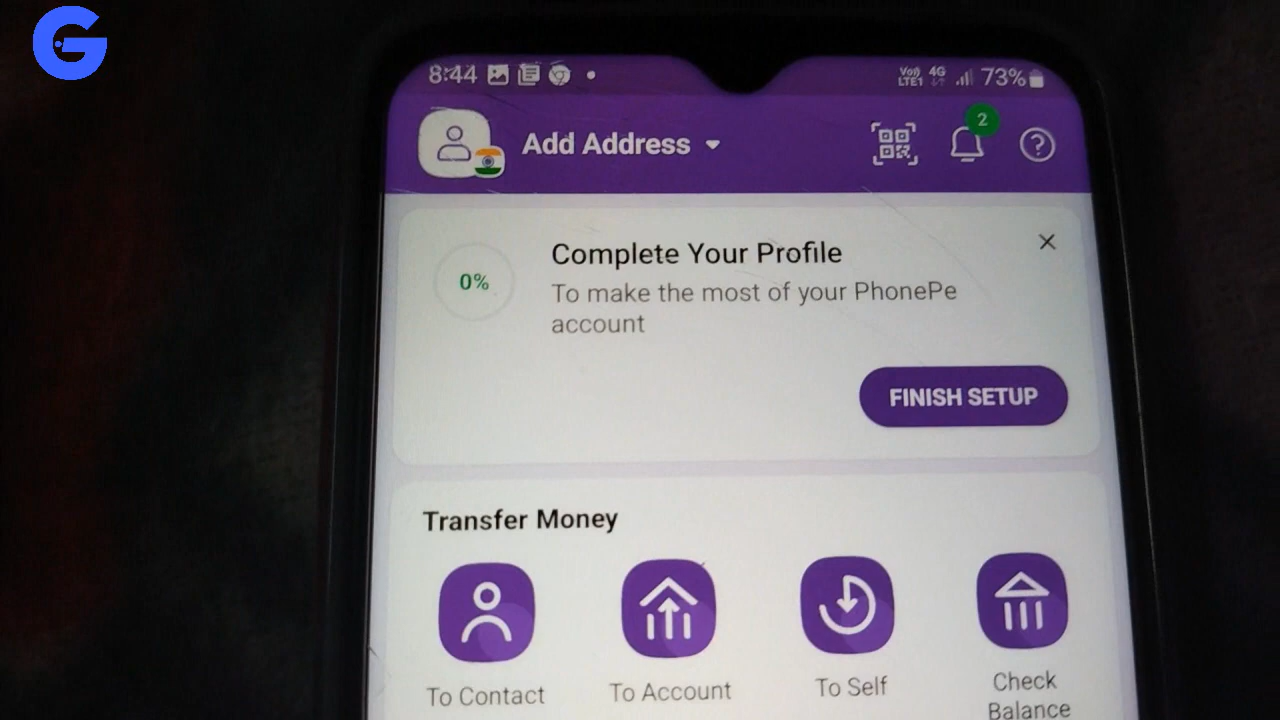 G
8:44
Vo)) 4G
LTE1
73%
Add Address
2
?
0%
Complete Your Profile
To make the most of your PhonePe
account
FINISH SETUP
Transfer Money
To Contact
To Account
To Self
Check
Balance